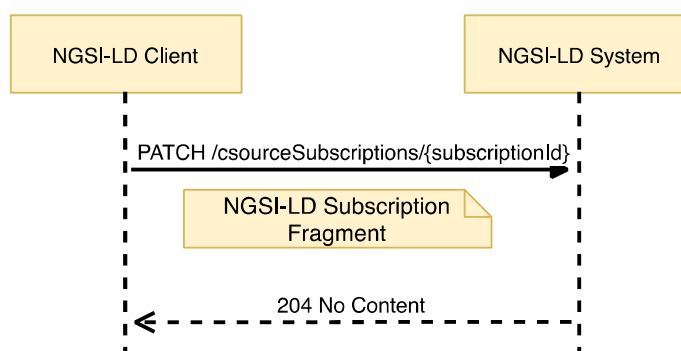 NGSI-LD Client
NGSI-LD System
PATCH /csourceSubscriptions/{subscriptionId}
NGSI-LD Subscription
Fragment
204 No Content